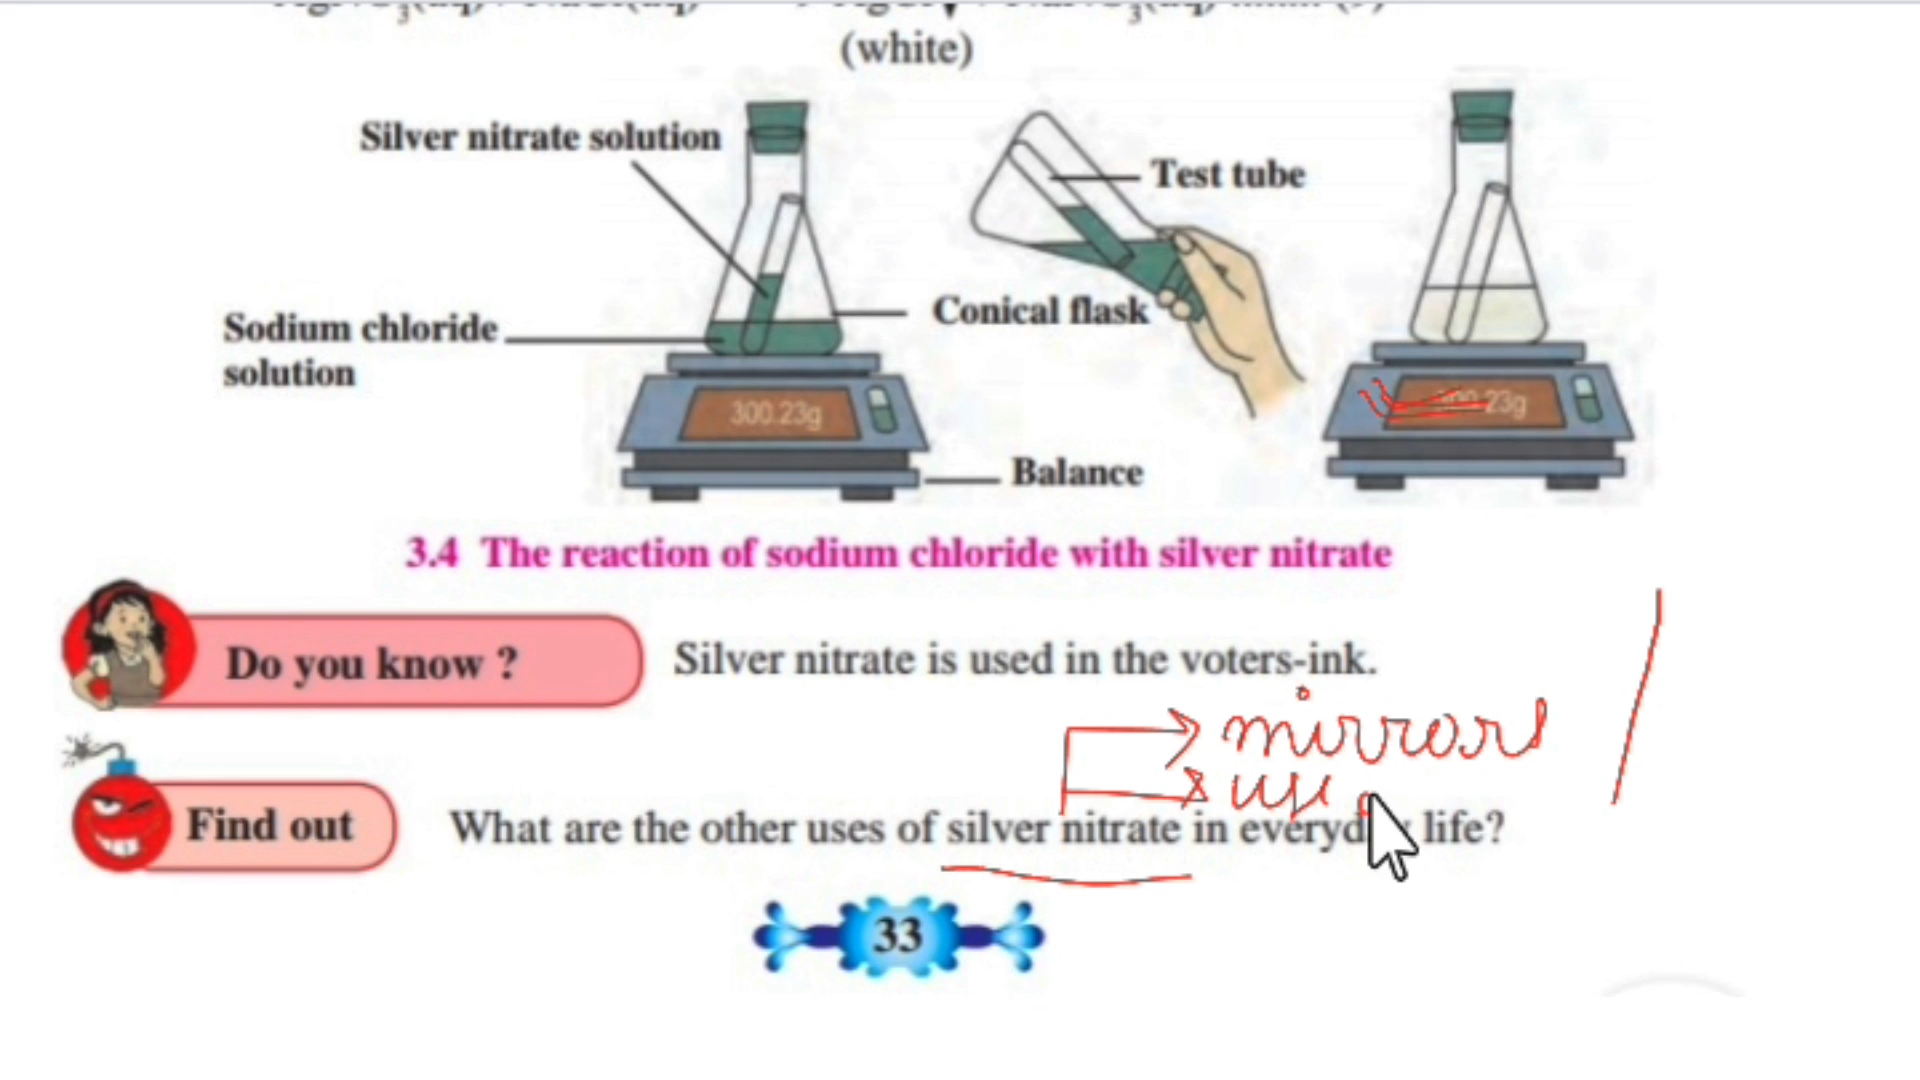 (white)
Silver nitrate solution
Test tube
Conical flask
Sodium chloride
solution
300.23g
23g
Balance
3.4 The reaction of sodium chloride with silver nitrate
Do you know ?
Silver nitrate is used in the voters-ink.
mirrors
Find out
What are the other uses of silver nitrate in everyday life?
33